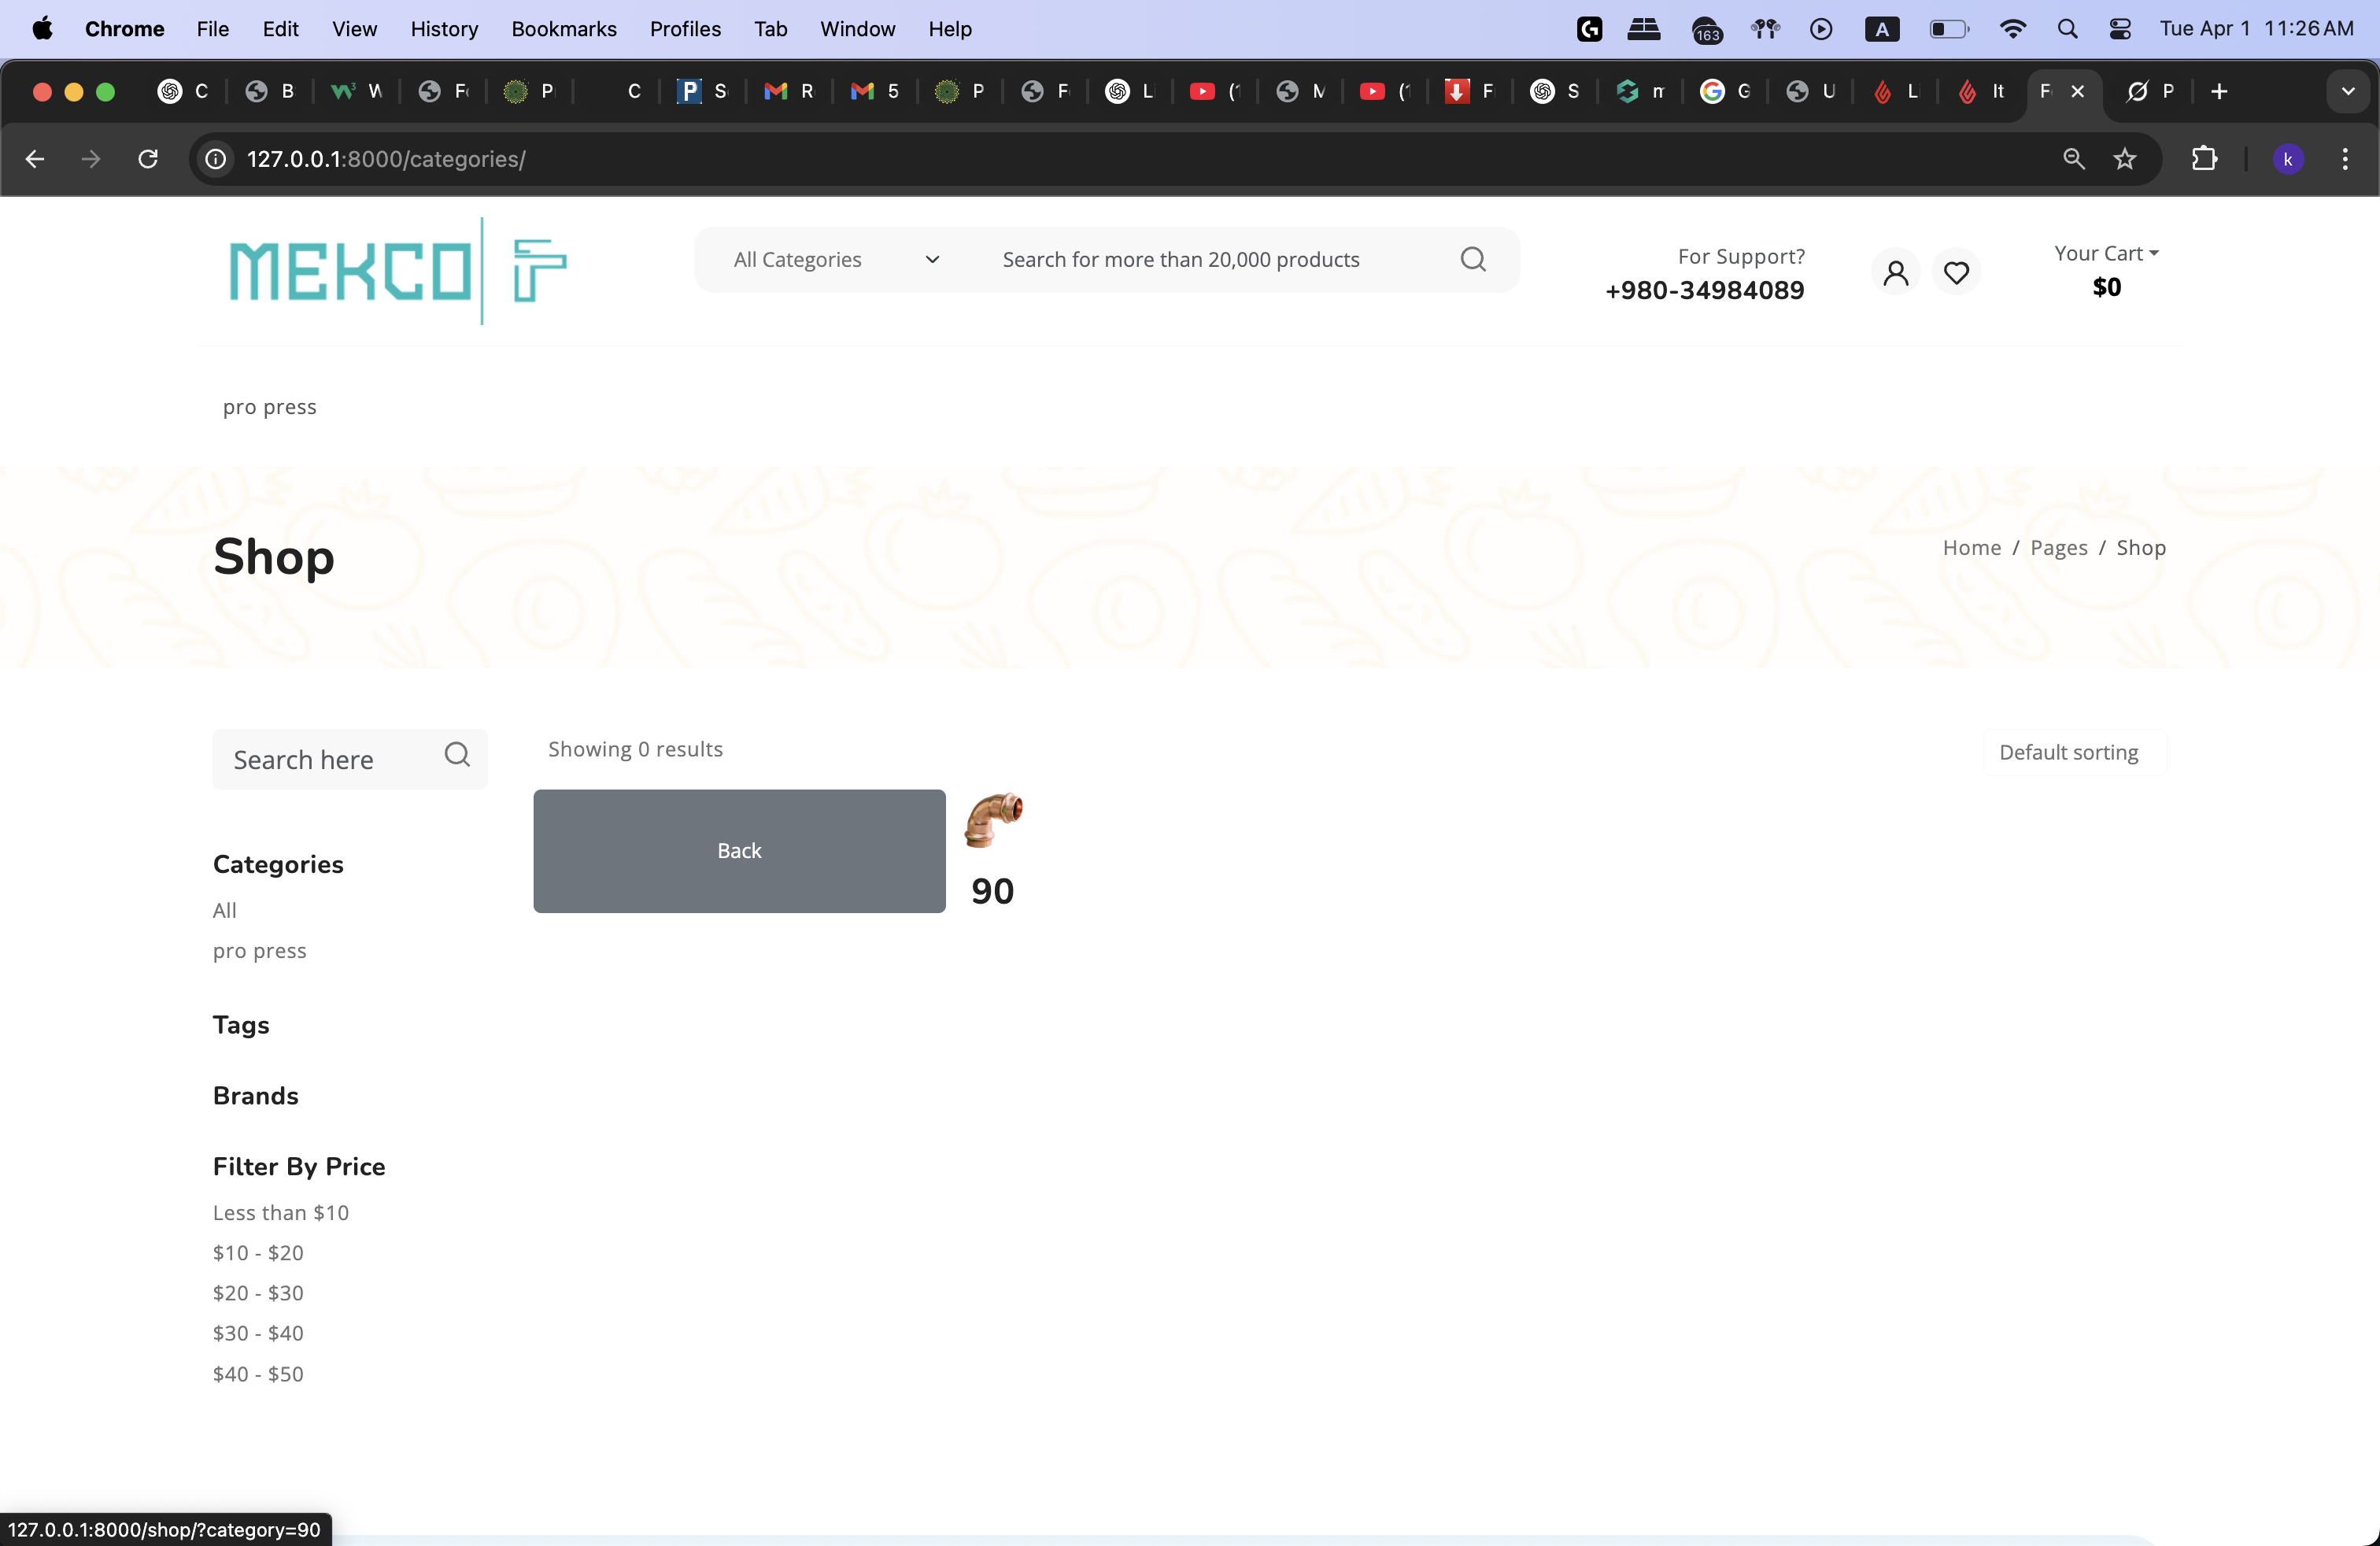 Chrome File Edit View History Bookmarks Profiles Tab Window Help 163 A Tue Apr 1 11:26 AM
C B W P C P S R 5 P F L M F S G U L It F P
127.0.0.1:8000/categories/ k
MEKCO
All Categories Search for more than 20,000 products
For Support?
+980-34984089
Your Cart
$0
pro press
Shop
Home / Pages / Shop
Search here
Showing 0 results
Default sorting
Back
90
Categories
All
pro press
Tags
Brands
Filter By Price
Less than $10
$10 - $20
$20 - $30
$30 - $40
$40 - $50
127.0.0.1:8000/shop/?category=90